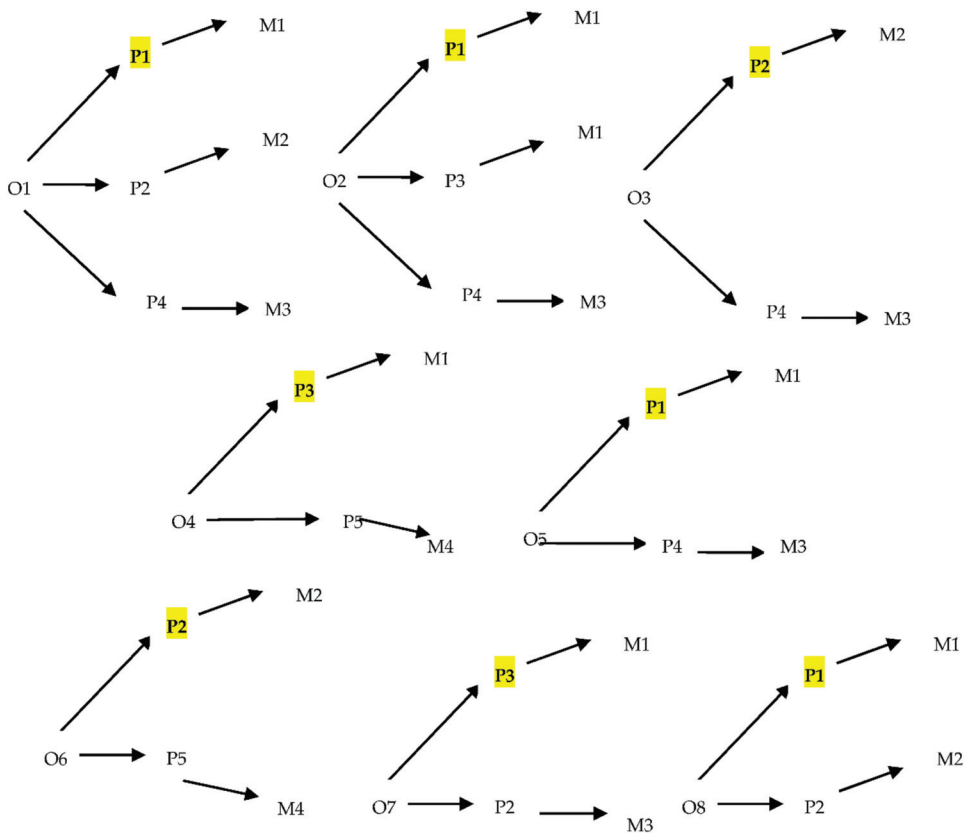 P1 M1
P2 M2
O1
P4 M3
P1 M1
P3 M1
O2
P4 M3
P2 M2
O3
P4 M3
P3 M1
O4
P5 M4
P1 M1
O5
P4 M3
P2 M2
O6
P5 M4
P3 M1
O7
P2 M3
P1 M1
O8
P2 M2